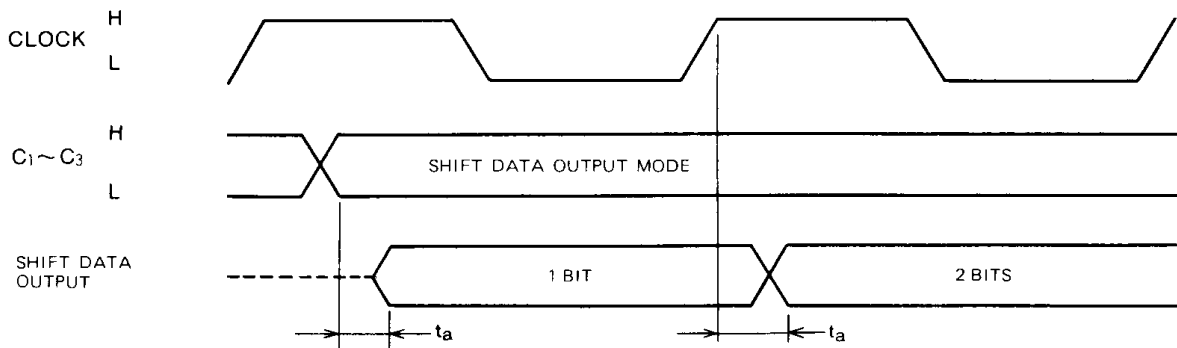 H
CLOCK
L
H
C1~C3
SHIFT DATA OUTPUT MODE
L
SHIFT DATA
OUTPUT
1 BIT
2 BITS
ta
ta